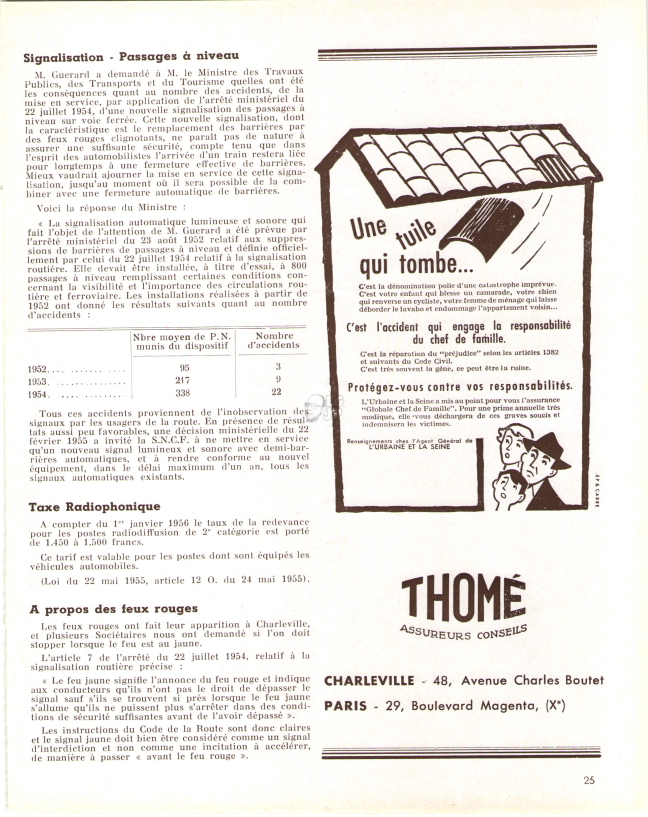 Signalisation - Passages à niveau
M. Guerard a demandé à M. le Ministre des Travaux
Publics, des Transports et du Tourisme quelles ont été
les conséquences quant au nombre des accidents, de la
mise en service, par application de l'arrêté ministériel du
22 juillet 1954, d'une nouvelle signalisation des passages à
niveau sur voie ferrée. Cette nouvelle signalisation, dont
la caractéristique est le remplacement des barrières par
des feux rouges clignotants, ne paraît pas de nature à
assurer une suffisante sécurité, compte tenu que dans
l'esprit des automobilistes l'arrivée d'un train restera liée
pour longtemps à une fermeture effective de barrières.
Mieux vaudrait ajourner la mise en service de cette signa-
lisation, jusqu'au moment où il sera possible de la com-
biner avec une fermeture automatique de barrières.
Voici la réponse du Ministre :
« La signalisation automatique lumineuse et sonore qui
fait l'objet de l'attention de M. Guerard a été prévue par
l'arrêté ministériel du 23 août 1952 relatif aux suppres-
sions de barrières de passages à niveau et définie officiel-
lement par celui du 22 juillet 1954 relatif à la signalisation
routière. Elle devait être installée, à titre d'essai, à 800
passages à niveau remplissant certaines conditions con-
cernant la visibilité et l'importance des circulations rou-
tière et ferroviaire. Les installations réalisées à partir de
1952 ont donné les résultats suivants quant au nombre
d'accidents :
Nbre moyen de P.N. Nombre
munis du dispositif d'accidents
1952.... ........ .... 95 3
1953. ............... 217 9
1954. ............... 338 22
Tous ces accidents proviennent de l'inobservation des
signaux par les usagers de la route. En présence de résul-
tats aussi peu favorables, une décision ministérielle du 22
février 1955 a invité la S.N.C.F. à ne mettre en service
qu'un nouveau signal lumineux et sonore avec demi-bar-
rières automatiques, et à rendre conforme au nouvel
équipement, dans le délai maximum d'un an, tous les
signaux automatiques existants.
Taxe Radiophonique
A compter du 1er janvier 1956 le taux de la redevance
pour les postes radiodiffusion de 2e catégorie est porté
de 1.450 à 1.500 francs.
Ce tarif est valable pour les postes dont sont équipés les
véhicules automobiles.
(Loi du 22 mai 1955, article 12 O. du 24 mai 1955).
A propos des feux rouges
Les feux rouges ont fait leur apparition à Charleville,
et plusieurs Sociétaires nous ont demandé si l'on doit
stopper lorsque le feu est au jaune.
L'article 7 de l'arrêté du 22 juillet 1954, relatif à la
signalisation routière précise :
« Le feu jaune signifie l'annonce du feu rouge et indique
aux conducteurs qu'ils n'ont pas le droit de dépasser le
signal sauf s'ils se trouvent si près lorsque le feu jaune
s'allume qu'ils ne puissent plus s'arrêter dans des condi-
tions de sécurité suffisantes avant de l'avoir dépassé ».
Les instructions du Code de la Route sont donc claires
et le signal jaune doit bien être considéré comme un signal
d'interdiction et non comme une incitation à accélérer,
de manière à passer « avant le feu rouge ».
Une tuile
qui tombe...
C'est la dénomination polie d'une catastrophe imprévue.
C'est votre enfant qui blesse un camarade, votre chien
qui renverse un cycliste, votre femme de ménage qui laisse
déborder le lavabo et endommage l'appartement voisin...
C'est l'accident qui engage la responsabilité
du chef de famille.
C'est la réparation du "préjudice" selon les articles 1382
et suivants du Code Civil.
C'est très souvent la gêne, ce peut être la ruine.
Protégez-vous contre vos responsabilités.
L'Urbaine et la Seine a mis au point pour vous l'assurance
"Globale Chef de Famille". Pour une prime annuelle très
modique, elle vous déchargera de ces graves soucis et
indemnisera les victimes.
Renseignements chez l'Agent Général de
L'URBAINE ET LA SEINE
THOMÉ
ASSUREURS CONSEILS
CHARLEVILLE - 48, Avenue Charles Boutet
PARIS - 29, Boulevard Magenta, (Xe)
25